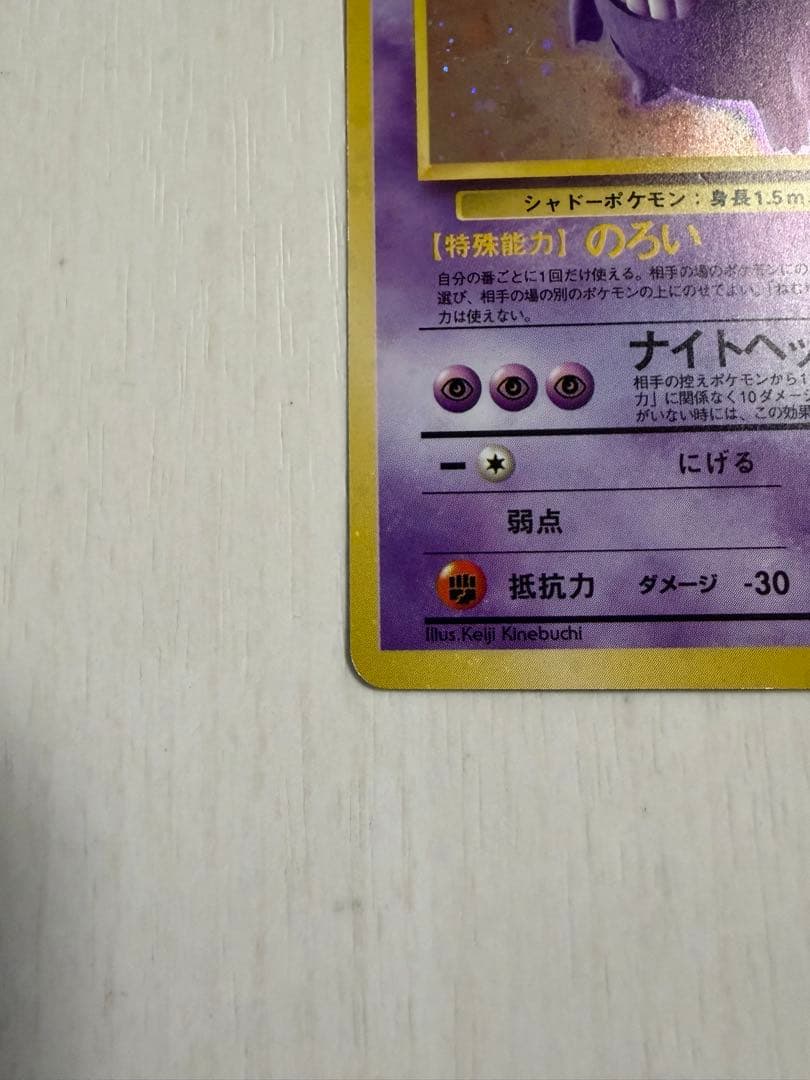 シャドーポケモン：身長1.5m
【特殊能力】 のろい
自分の番ごとに1回だけ使える。相手の場のポケモンにの
選び、相手の場の別のポケモンの上にのせてよい。「ねむ
力は使えない。
ナイトヘッ
相手の控えポケモンから1
力」に関係なく10ダメージ
がいない時には、この効果
にげる
弱点
抵抗力 ダメージ -30
Illus.Keiji Kinebuchi